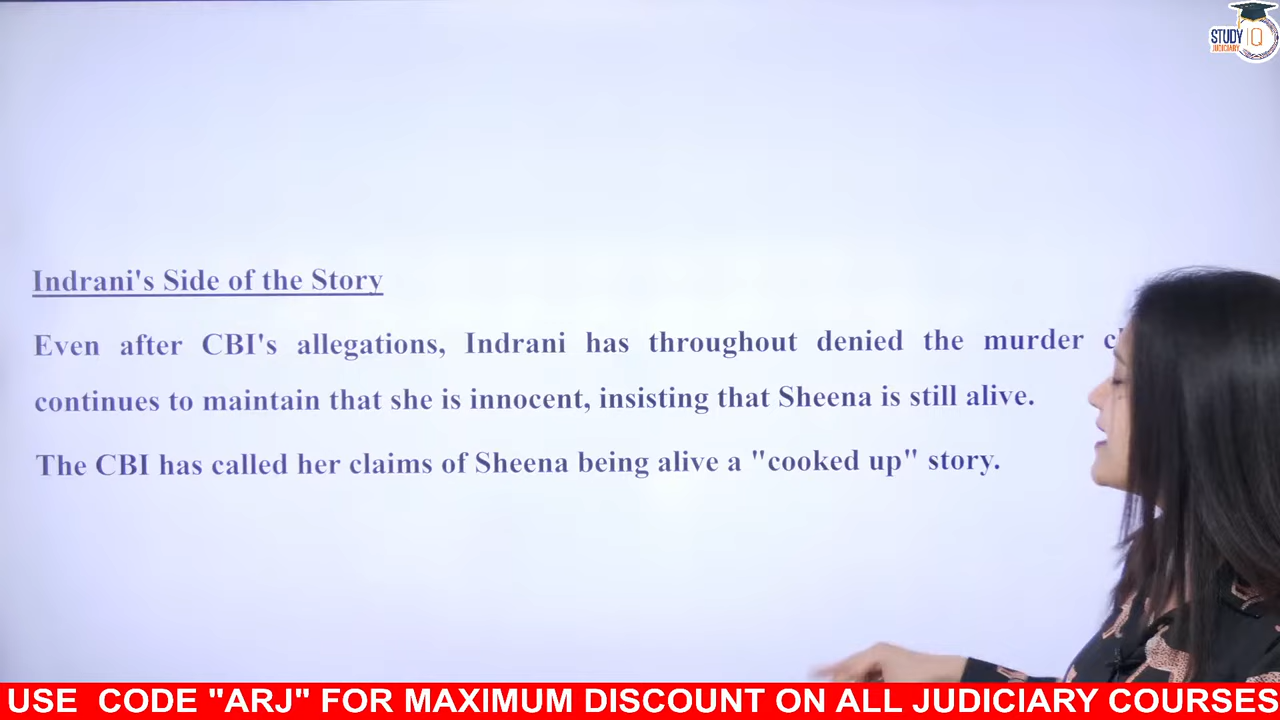 STUDY IQ
JUDICIARY
Indrani's Side of the Story
Even after CBI's allegations, Indrani has throughout denied the murder
continues to maintain that she is innocent, insisting that Sheena is still alive.
The CBI has called her claims of Sheena being alive a "cooked up" story.
USE CODE "ARJ" FOR MAXIMUM DISCOUNT ON ALL JUDICIARY COURSES